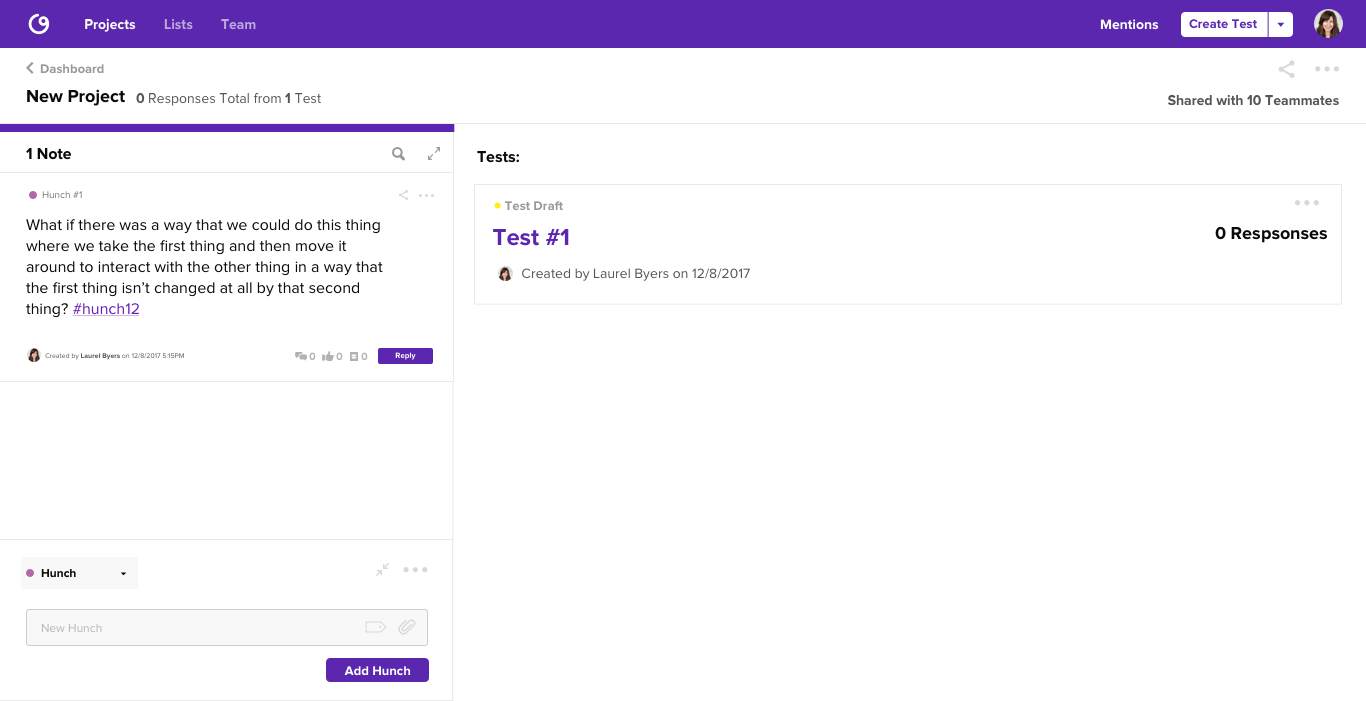 Projects Lists Team Mentions Create Test
Dashboard
New Project 0 Responses Total from 1 Test
Shared with 10 Teammates
1 Note
Hunch #1
What if there was a way that we could do this thing
where we take the first thing and then move it
around to interact with the other thing in a way that
the first thing isn’t changed at all by that second
thing? #hunch12
Created by Laurel Byers on 12/8/2017 5:15PM 0 0 0 Reply
Hunch
New Hunch
Add Hunch
Tests:
Test Draft
Test #1
0 Respsonses
Created by Laurel Byers on 12/8/2017